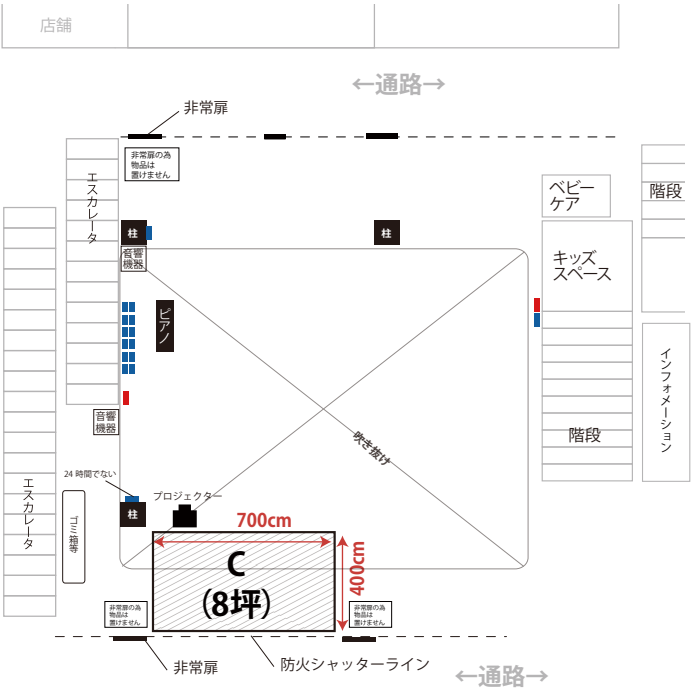 店舗
←通路→
非常扉
非常扉の為
物品は
置けません
エスカレータ
ベビー
ケア
階段
柱
柱
音響
機器
キッズ
スペース
ピアノ
インフォメーション
音響
機器
吹き抜け
階段
24 時間でない
エスカレータ
ゴミ箱等
柱
プロジェクター
700cm
400cm
C
(8坪)
非常扉の為
物品は
置けません
非常扉の為
物品は
置けません
非常扉
防火シャッターライン
←通路→